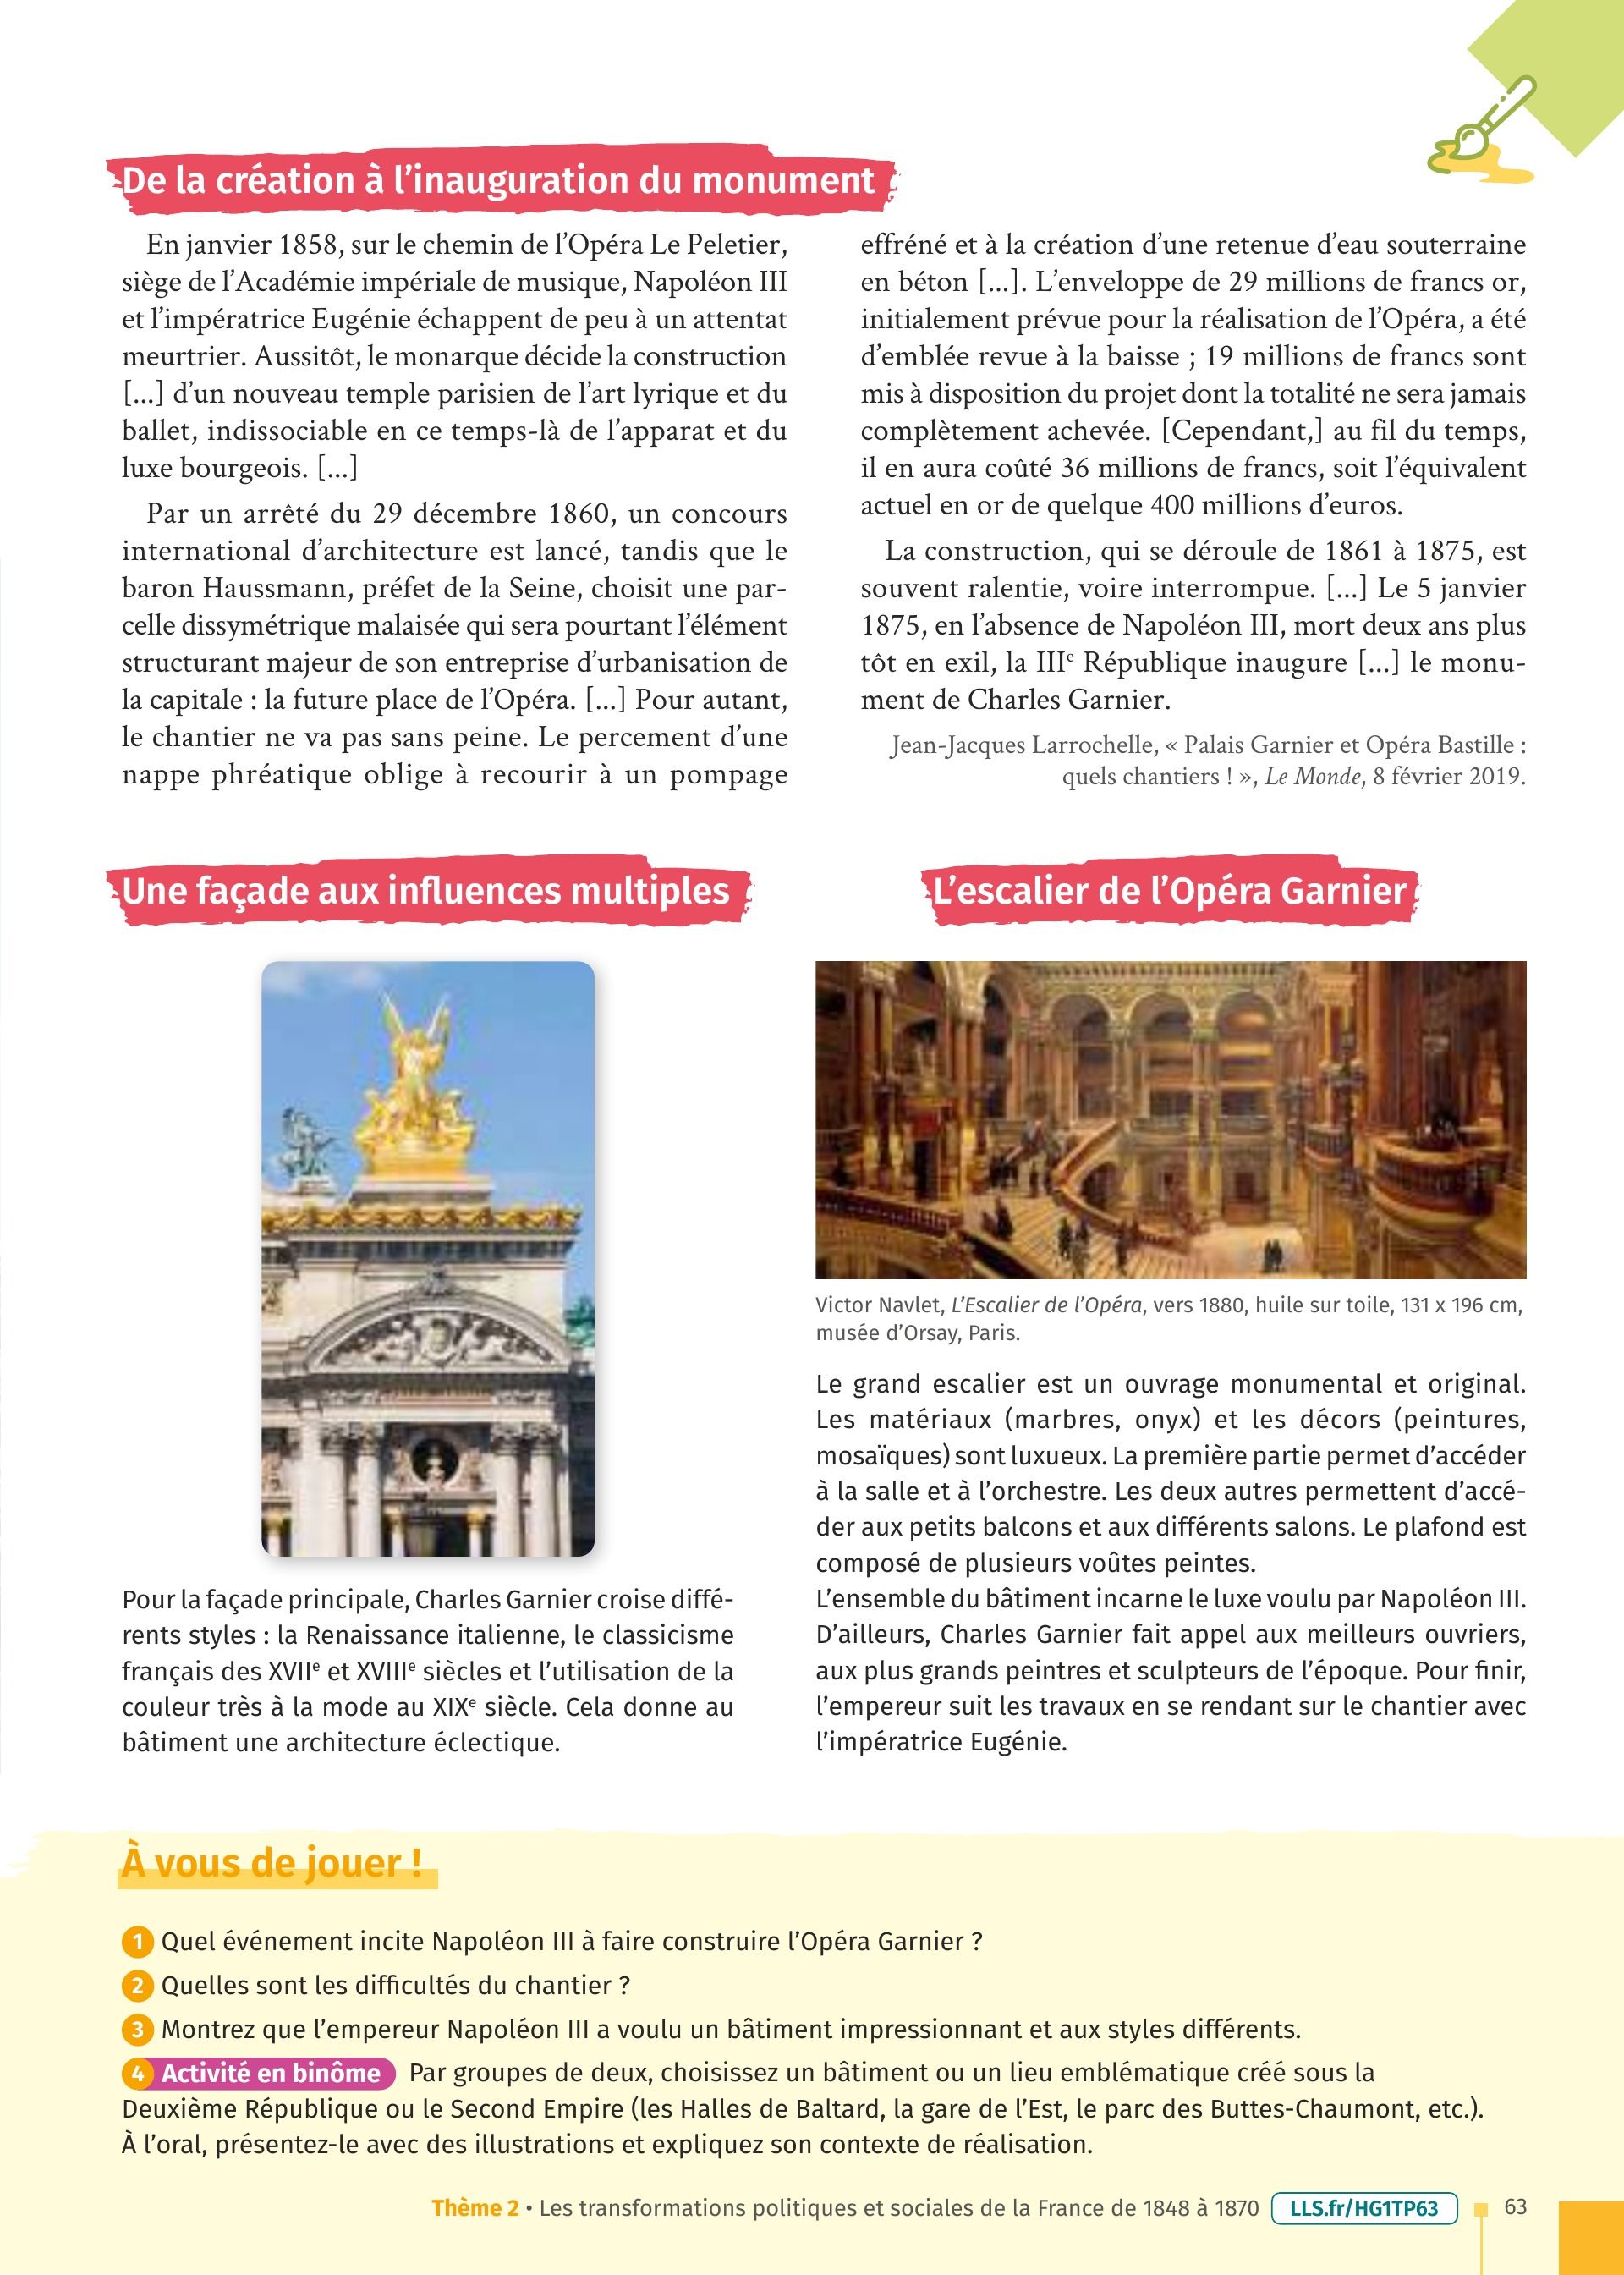 De la création à l'inauguration du monument
En janvier 1858, sur le chemin de l'Opéra Le Peletier,
siège de l'Académie impériale de musique, Napoléon III
et l'impératrice Eugénie échappent de peu à un attentat
meurtrier. Aussitôt, le monarque décide la construction
[...] d'un nouveau temple parisien de l'art lyrique et du
ballet, indissociable en ce temps-là de l'apparat et du
luxe bourgeois. [...]
Par un arrêté du 29 décembre 1860, un concours
international d'architecture est lancé, tandis que le
baron Haussmann, préfet de la Seine, choisit une par-
celle dissymétrique malaisée qui sera pourtant l'élément
structurant majeur de son entreprise d'urbanisation de
la capitale : la future place de l'Opéra. [...] Pour autant,
le chantier ne va pas sans peine. Le percement d'une
nappe phréatique oblige à recourir à un pompage
effréné et à la création d'une retenue d'eau souterraine
en béton [...]. L'enveloppe de 29 millions de francs or,
initialement prévue pour la réalisation de l'Opéra, a été
d'emblée revue à la baisse ; 19 millions de francs sont
mis à disposition du projet dont la totalité ne sera jamais
complètement achevée. [Cependant,] au fil du temps,
il en aura coûté 36 millions de francs, soit l'équivalent
actuel en or de quelque 400 millions d'euros.
La construction, qui se déroule de 1861 à 1875, est
souvent ralentie, voire interrompue. [...] Le 5 janvier
1875, en l'absence de Napoléon III, mort deux ans plus
tôt en exil, la IIIe République inaugure [...] le monu-
ment de Charles Garnier.
Jean-Jacques Larrochelle, « Palais Garnier et Opéra Bastille :
quels chantiers ! », Le Monde, 8 février 2019.
Une façade aux influences multiples
Pour la façade principale, Charles Garnier croise diffé-
rents styles : la Renaissance italienne, le classicisme
français des XVIIe et XVIIIe siècles et l'utilisation de la
couleur très à la mode au XIXe siècle. Cela donne au
bâtiment une architecture éclectique.
L'escalier de l'Opéra Garnier
Victor Navlet, L'Escalier de l'Opéra, vers 1880, huile sur toile, 131 x 196 cm,
musée d'Orsay, Paris.
Le grand escalier est un ouvrage monumental et original.
Les matériaux (marbres, onyx) et les décors (peintures,
mosaïques) sont luxueux. La première partie permet d'accéder
à la salle et à l'orchestre. Les deux autres permettent d'accé-
der aux petits balcons et aux différents salons. Le plafond est
composé de plusieurs voûtes peintes.
L'ensemble du bâtiment incarne le luxe voulu par Napoléon III.
D'ailleurs, Charles Garnier fait appel aux meilleurs ouvriers,
aux plus grands peintres et sculpteurs de l'époque. Pour finir,
l'empereur suit les travaux en se rendant sur le chantier avec
l'impératrice Eugénie.
À vous de jouer !
1 Quel événement incite Napoléon III à faire construire l'Opéra Garnier ?
2 Quelles sont les difficultés du chantier ?
3 Montrez que l'empereur Napoléon III a voulu un bâtiment impressionnant et aux styles différents.
4 Activité en binôme Par groupes de deux, choisissez un bâtiment ou un lieu emblématique créé sous la
Deuxième République ou le Second Empire (les Halles de Baltard, la gare de l'Est, le parc des Buttes-Chaumont, etc.).
À l'oral, présentez-le avec des illustrations et expliquez son contexte de réalisation.
Thème 2 • Les transformations politiques et sociales de la France de 1848 à 1870 LLS.fr/HG1TP63 63